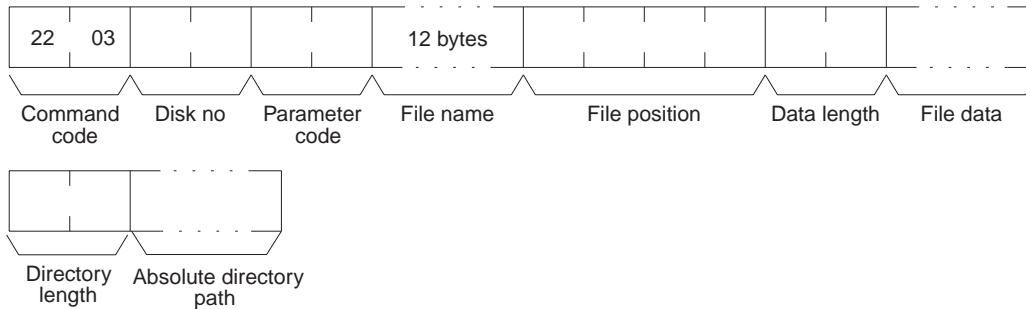 22 03 12 bytes
Command code Disk no Parameter code File name File position Data length File data
Directory length Absolute directory path